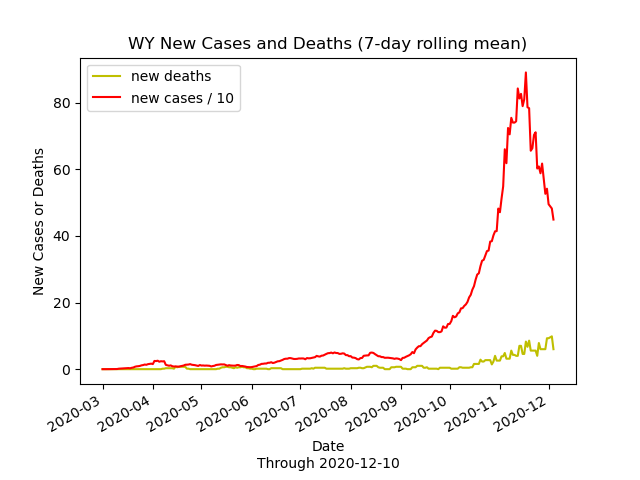 WY New Cases and Deaths (7-day rolling mean)
new deaths
new cases / 10
New Cases or Deaths
80
60
40
20
0
2020-03
2020-04
2020-05
2020-06
2020-07
2020-08
2020-09
2020-10
2020-11
2020-12
Date
Through 2020-12-10